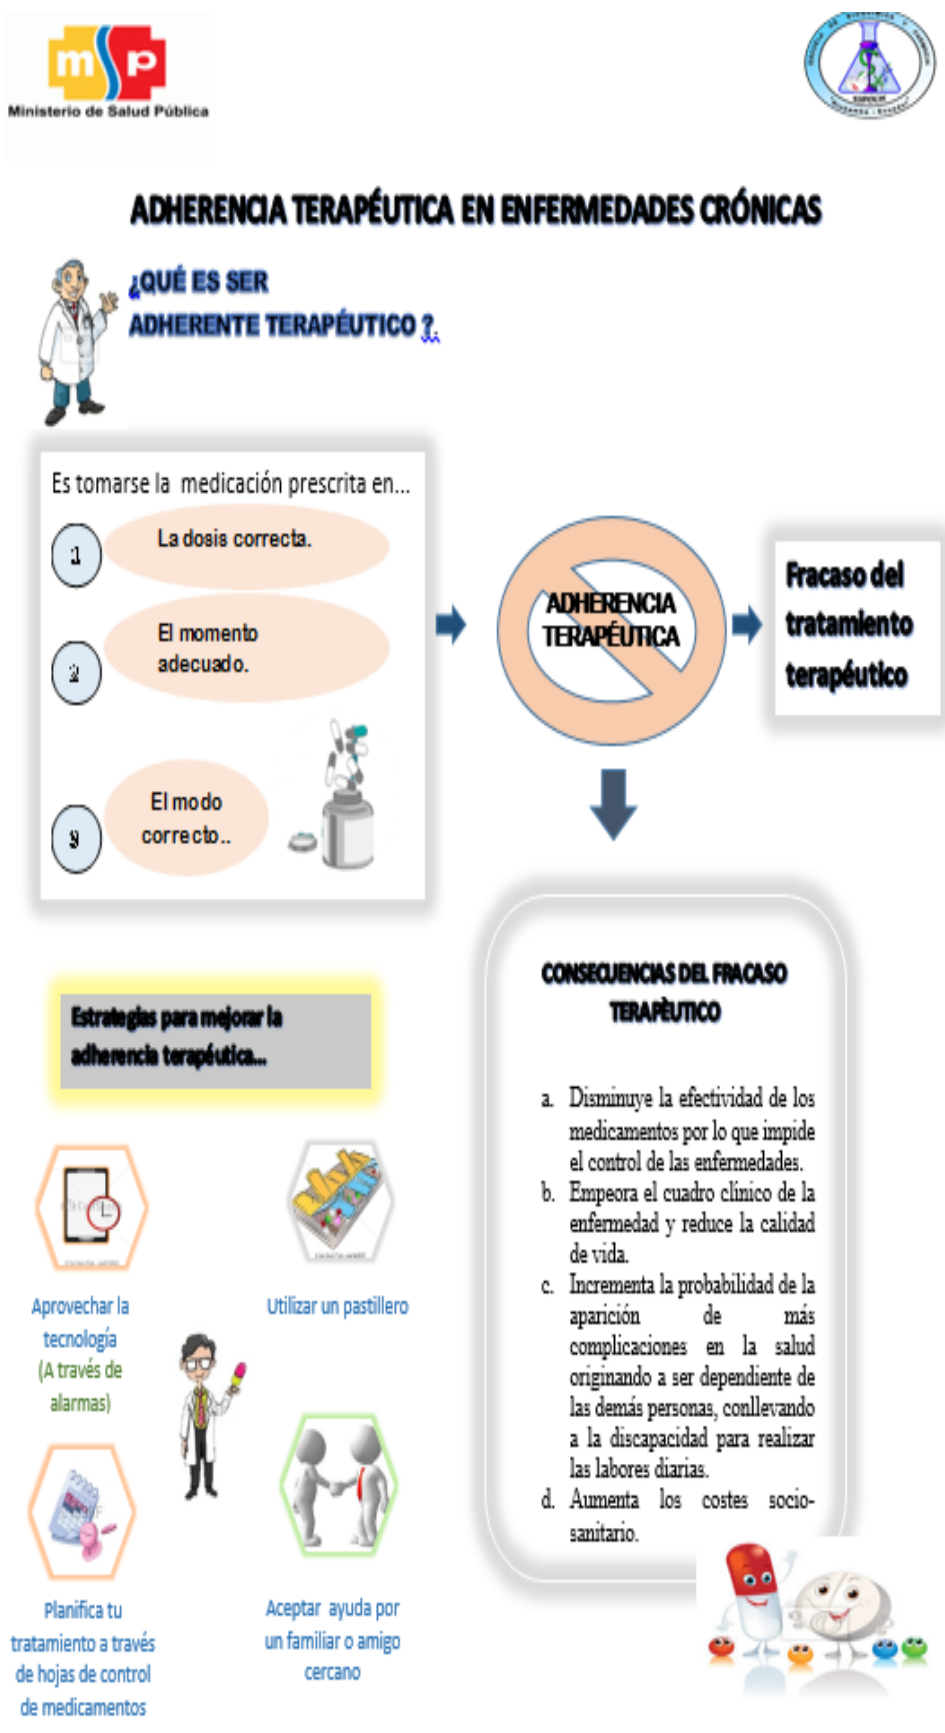 msp
Ministerio de Salud Pública
ADHERENCIA TERAPÉUTICA EN ENFERMEDADES CRÓNICAS
¿QUÉ ES SER
ADHERENTE TERAPÉUTICO ?.
Es tomarse la medicación prescrita en...
1
La dosis correcta.
2
El momento
adecuado.
El modo
correcto..
ADHERENCIA
TERAPÉUTICA
Fracaso del
tratamiento
terapéutico
CONSECUENCIAS DEL FRACASO
TERAPÈUTICO
a. Disminuye la efectividad de los
medicamentos por lo que impide
el control de las enfermedades.
b. Empeora el cuadro clínico de la
enfermedad y reduce la calidad
de vida.
c. Incrementa la probabilidad de la
aparición de más
complicaciones en la salud
originando a ser dependiente de
las demás personas, conllevando
a la discapacidad para realizar
las labores diarias.
d. Aumenta los costes socio-
sanitario.
Estrategias para mejorar la
adherencia terapéutica...
Aprovechar la
tecnología
(A través de
alarmas)
Utilizar un pastillero
Planifica tu
tratamiento a través
de hojas de control
de medicamentos
Aceptar ayuda por
un familiar o amigo
cercano